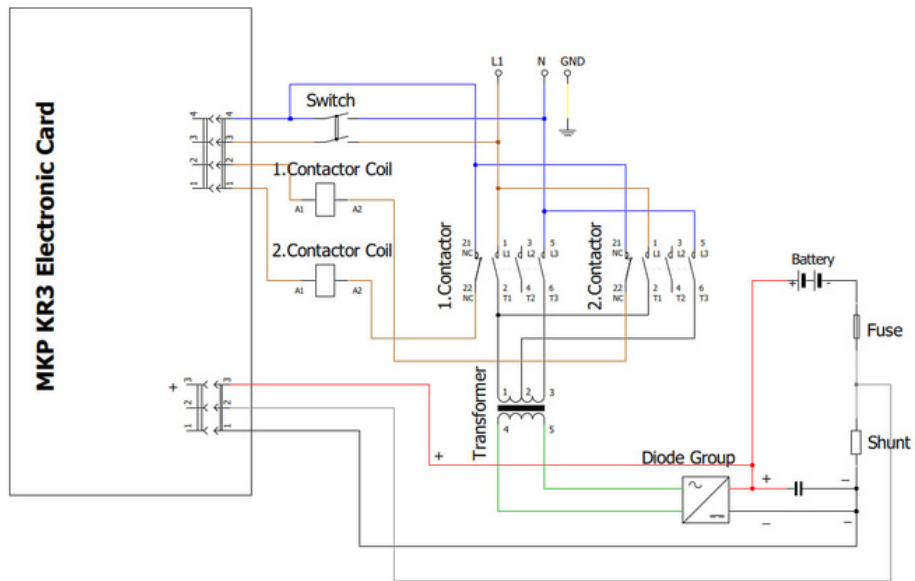 MKP KR3 Electronic Card
L1 N GND
Switch
4
3
2
1
4
3
2
1
1.Contactor Coil
A1 A2
2.Contactor Coil
A1 A2
1.Contactor
21 NC
1 L1
3 L2
5 L3
22 NC
2 T1
4 T2
6 T3
2.Contactor
21 NC
1 L1
3 L2
5 L3
22 NC
2 T1
4 T2
6 T3
Battery
+ -
Fuse
Shunt
+
3
2
1
3
2
1
+
Transformer
1 2 3
4 5
Diode Group
+ −
− −